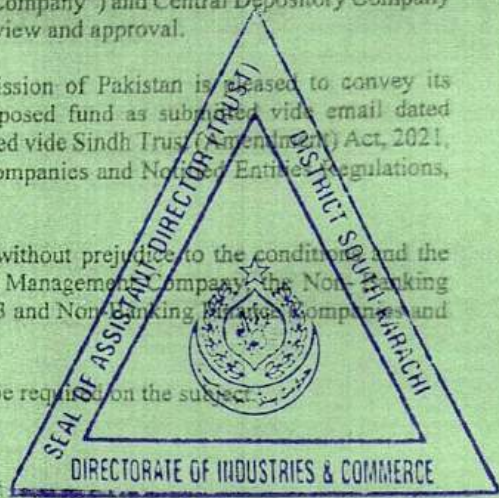 Company") and Central Depository Company
view and approval.
ission of Pakistan is pleased to convey its
posed fund as submitted vide email dated
ed vide Sindh Trust (Amendment) Act, 2021,
ompanies and Notified Entities Regulations,
without prejudice to the conditions and the
Management Company, the Non-Banking
3 and Non-Banking Finance Companies and
be required on the subject.
SEAL OF ASSISTANT DIRECTOR (TRUST)
DISTRICT SOUTH KARACHI
DIRECTORATE OF INDUSTRIES & COMMERCE